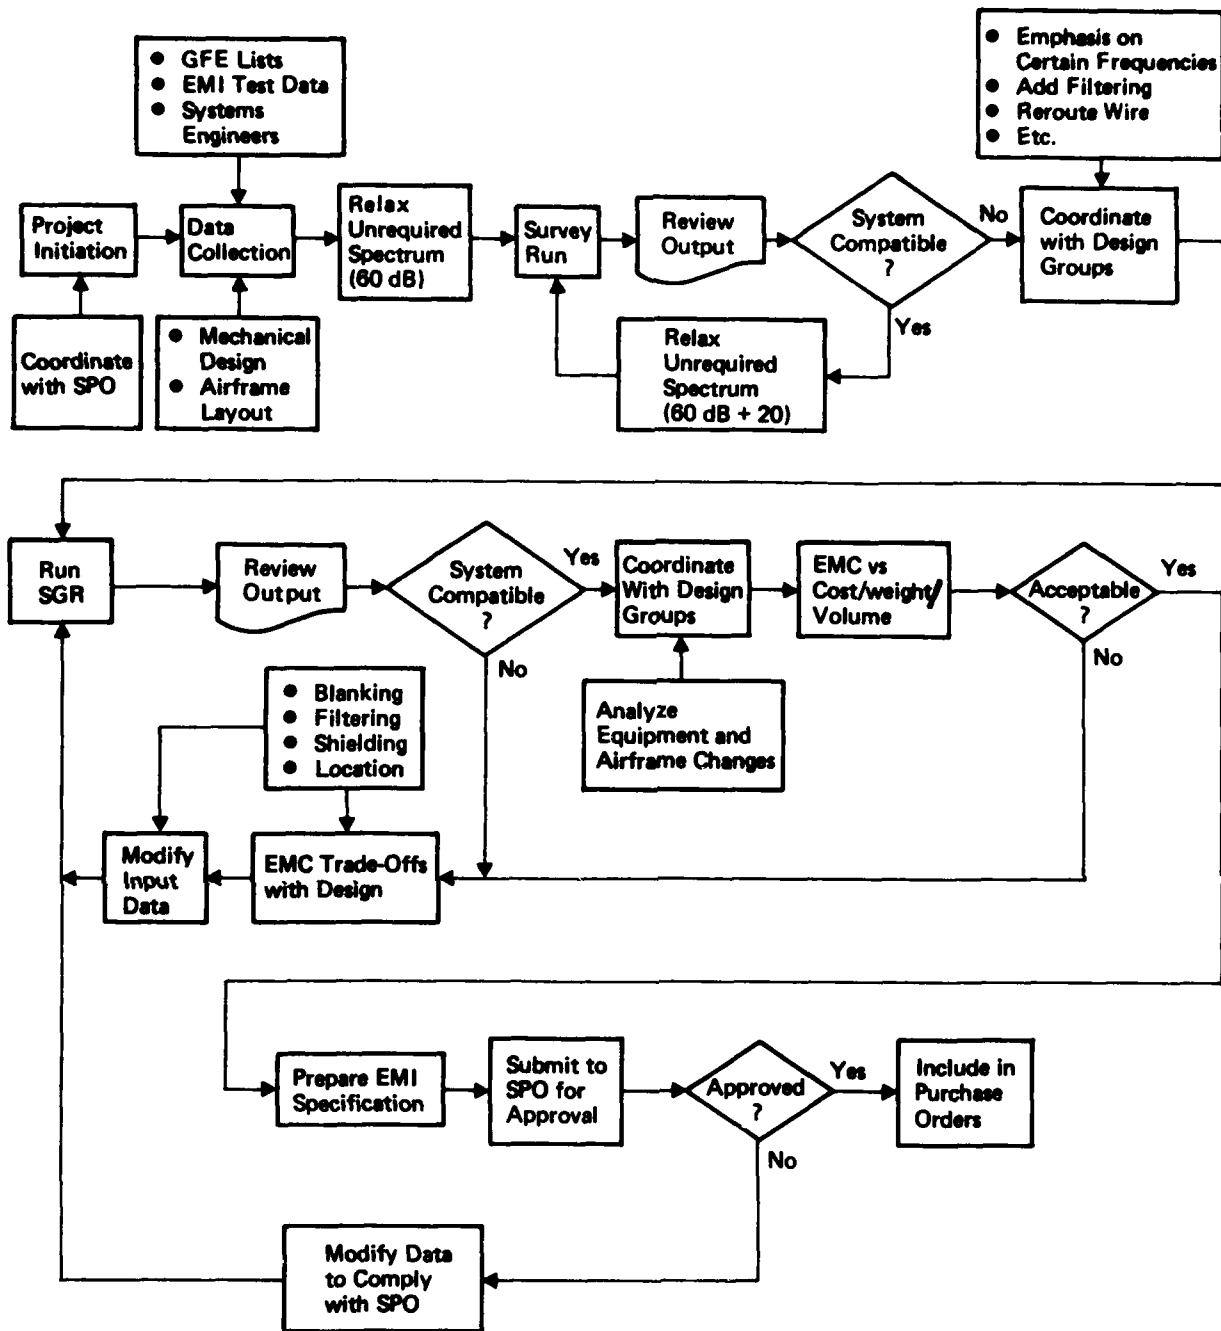 ● GFE Lists
● EMI Test Data
● Systems
Engineers
● Emphasis on
Certain Frequencies
● Add Filtering
● Reroute Wire
● Etc.
Project
Initiation
Data
Collection
Relax
Unrequired
Spectrum
(60 dB)
Survey
Run
Review
Output
System
Compatible
?
No
Yes
Coordinate
with Design
Groups
Coordinate
with SPO
● Mechanical
Design
● Airframe
Layout
Relax
Unrequired
Spectrum
(60 dB + 20)
Run
SGR
Review
Output
System
Compatible
?
Yes
No
Coordinate
With Design
Groups
EMC vs
Cost/weight/
Volume
Acceptable
?
Yes
No
● Blanking
● Filtering
● Shielding
● Location
Analyze
Equipment and
Airframe Changes
Modify
Input
Data
EMC Trade-Offs
with Design
Prepare EMI
Specification
Submit to
SPO for
Approval
Approved
?
Yes
No
Include in
Purchase
Orders
Modify Data
to Comply
with SPO